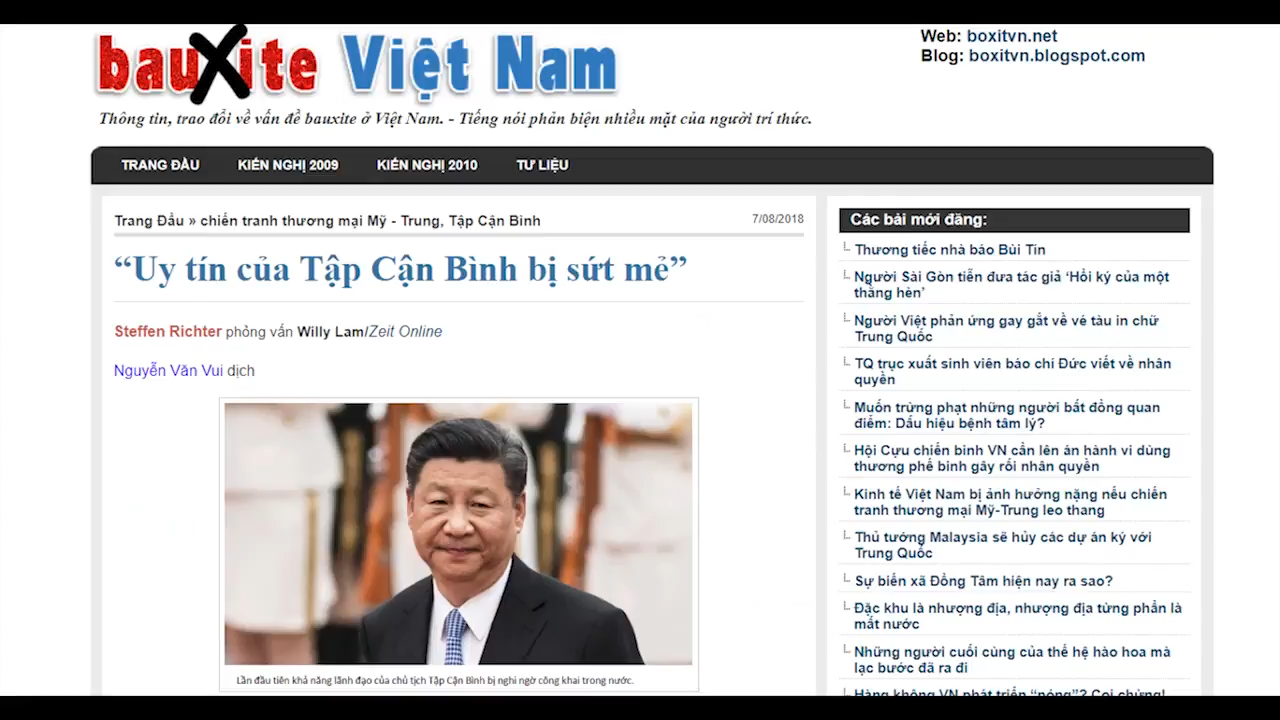 bauxite Việt Nam
Web: boxitvn.net
Blog: boxitvn.blogspot.com
Thông tin, trao đổi về vấn đề bauxite ở Việt Nam. - Tiếng nói phản biện nhiều mặt của người trí thức.
TRANG ĐẦU KIẾN NGHỊ 2009 KIẾN NGHỊ 2010 TƯ LIỆU
Trang Đầu » chiến tranh thương mại Mỹ - Trung, Tập Cận Bình
7/08/2018
“Uy tín của Tập Cận Bình bị sứt mẻ”
Steffen Richter phỏng vấn Willy Lam/Zeit Online
Nguyễn Văn Vui dịch
Lần đầu tiên khả năng lãnh đạo của chủ tịch Tập Cận Bình bị nghi ngờ công khai trong nước.
Các bài mới đăng:
Thương tiếc nhà báo Bùi Tín
Người Sài Gòn tiễn đưa tác giả ‘Hồi ký của một
thằng hèn’
Người Việt phản ứng gay gắt về vé tàu in chữ
Trung Quốc
TQ trục xuất sinh viên báo chí Đức viết về nhân
quyền
Muốn trừng phạt những người bất đồng quan
điểm: Dấu hiệu bệnh tâm lý?
Hội Cựu chiến binh VN cần lên án hành vi dùng
thương phế binh gây rối nhân quyền
Kinh tế Việt Nam bị ảnh hưởng nặng nếu chiến
tranh thương mại Mỹ-Trung leo thang
Thủ tướng Malaysia sẽ hủy các dự án ký với
Trung Quốc
Sự biến xã Đồng Tâm hiện nay ra sao?
Đặc khu là nhượng địa, nhượng địa từng phần là
mất nước
Những người cuối cùng của thế hệ hào hoa mà
lạc bước đã ra đi
Hàng không VN phát triển “nóng”? Coi chừng!